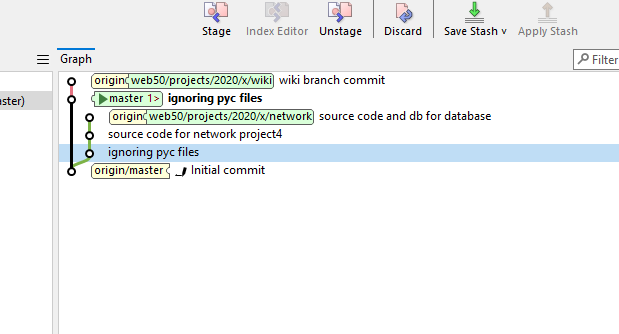 Stage Index Editor Unstage Discard Save Stash v Apply Stash
Graph
Filter
origin web50/projects/2020/x/wiki wiki branch commit
ster) master 1> ignoring pyc files
origin web50/projects/2020/x/network source code and db for database
source code for network project4
ignoring pyc files
origin/master Initial commit